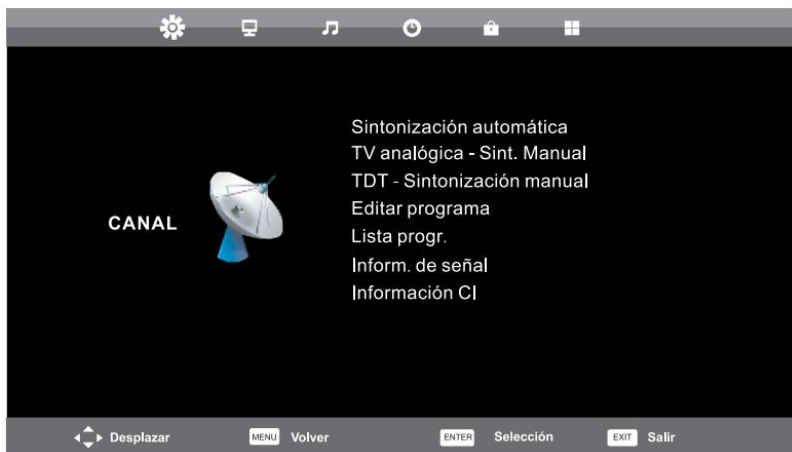 Sintonización automática
TV analógica - Sint. Manual
TDT - Sintonización manual
Editar programa
CANAL
Lista progr.
Inform. de señal
Información CI
Desplazar MENU Volver ENTER Selección EXIT Salir